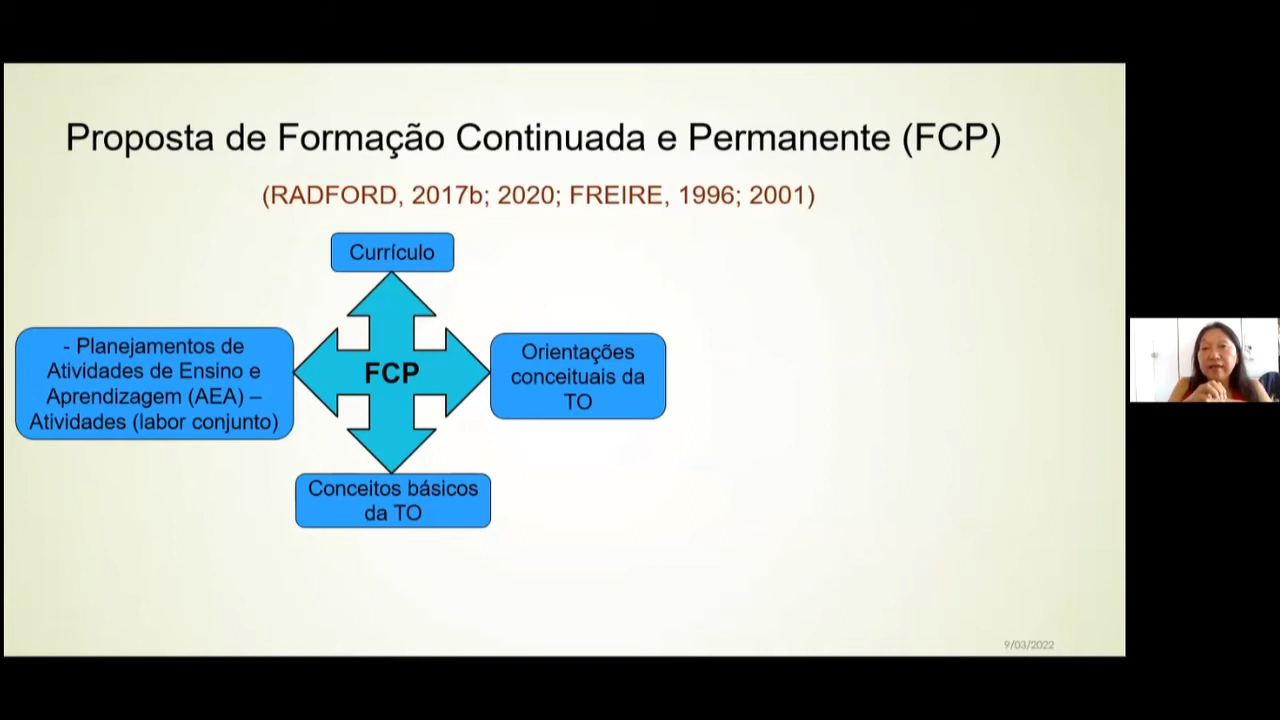 Proposta de Formação Continuada e Permanente (FCP)
(RADFORD, 2017b; 2020; FREIRE, 1996; 2001)
Currículo
- Planejamentos de
Atividades de Ensino e
Aprendizagem (AEA) –
Atividades (labor conjunto)
FCP
Orientações
conceituais da
TO
Conceitos básicos
da TO
9/03/2022